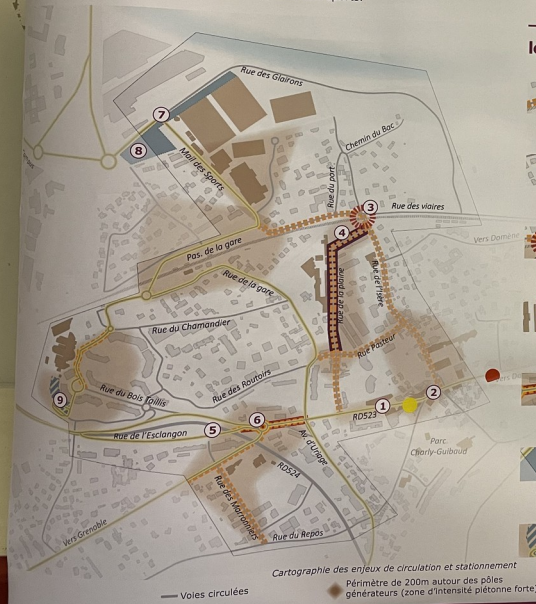 Rue des Glairons
7
8
Mail des Sports
Chemin du Bac
Rue du port
3
Rue des viaires
4
Vers Domène
Pas. de la gare
Rue de la gare
Rue de la plaine
Rue de l'Isère
Rue du Chamandier
Rue Pasteur
Rue du Bois Taillis
Rue des Routoirs
9
1
2
RD523
Rue de l'Esclangon
5
6
Av. d'Uriage
Parc.
Charly-Guibaud
RD524
Rue des Marronniers
Vers Grenoble
Rue du Repos
Cartographie des enjeux de circulation et stationnement
Voies circulées
Périmètre de 200m autour des pôles
générateurs (zone d'intensité piétonne forte)